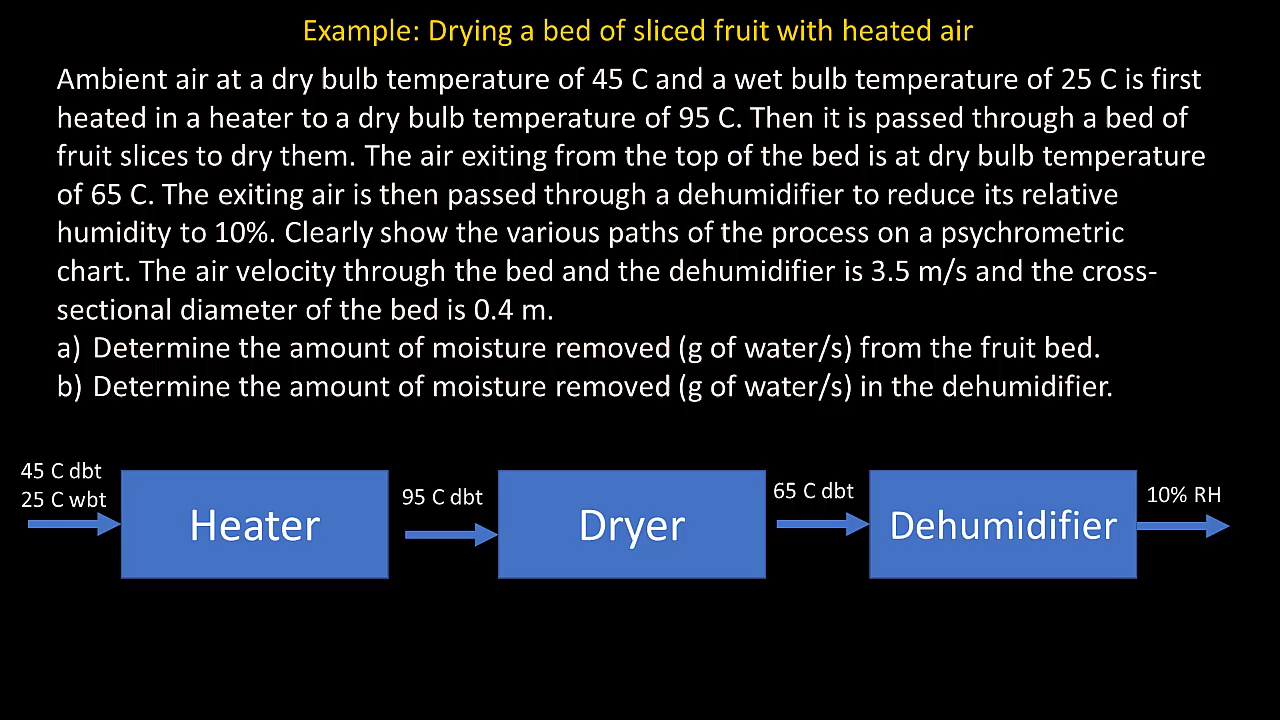 Example: Drying a bed of sliced fruit with heated air
Ambient air at a dry bulb temperature of 45 C and a wet bulb temperature of 25 C is first
heated in a heater to a dry bulb temperature of 95 C. Then it is passed through a bed of
fruit slices to dry them. The air exiting from the top of the bed is at dry bulb temperature
of 65 C. The exiting air is then passed through a dehumidifier to reduce its relative
humidity to 10%. Clearly show the various paths of the process on a psychrometric
chart. The air velocity through the bed and the dehumidifier is 3.5 m/s and the cross-
sectional diameter of the bed is 0.4 m.
a) Determine the amount of moisture removed (g of water/s) from the fruit bed.
b) Determine the amount of moisture removed (g of water/s) in the dehumidifier.
45 C dbt
25 C wbt
Heater
95 C dbt
Dryer
65 C dbt
Dehumidifier
10% RH